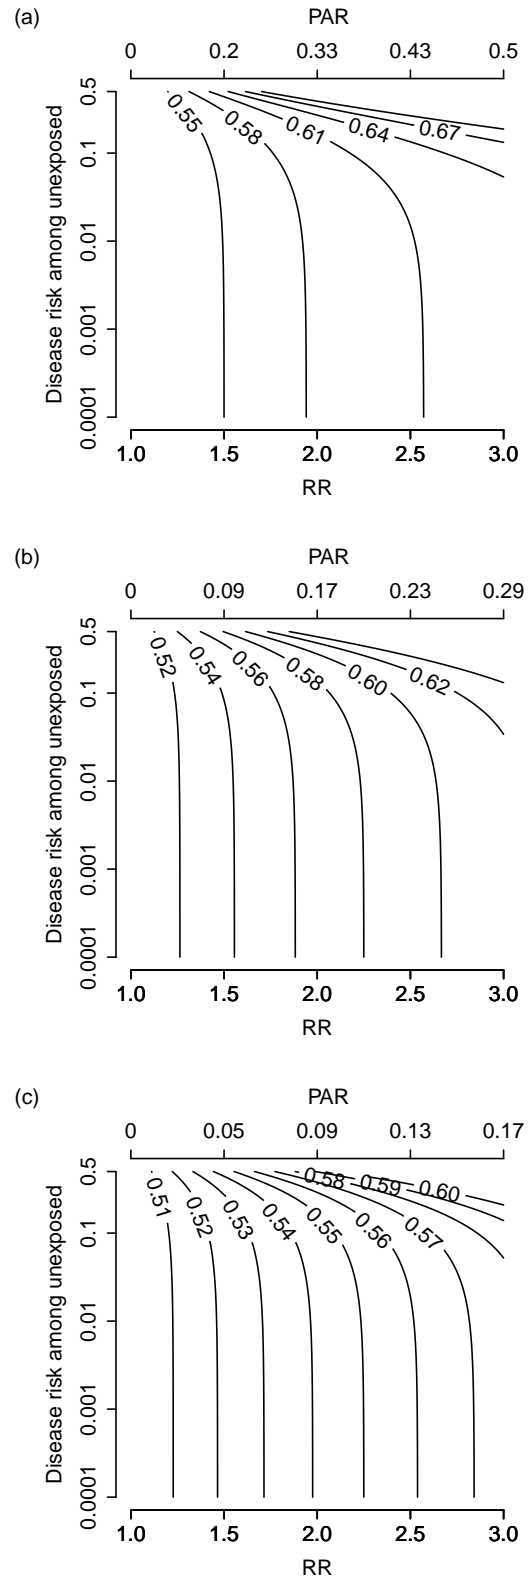 (a)
PAR
0 0.2 0.33 0.43 0.5
Disease risk among unexposed
0.5
0.1
0.01
0.001
0.0001
0.55 0.58 0.61 0.64 0.67
1.0 1.5 2.0 2.5 3.0
RR
(b)
PAR
0 0.09 0.17 0.23 0.29
Disease risk among unexposed
0.5
0.1
0.01
0.001
0.0001
0.52 0.54 0.56 0.58 0.60 0.62
1.0 1.5 2.0 2.5 3.0
RR
(c)
PAR
0 0.05 0.09 0.13 0.17
Disease risk among unexposed
0.5
0.1
0.01
0.001
0.0001
0.51 0.52 0.53 0.54 0.55 0.56 0.57 0.58 0.59 0.60
1.0 1.5 2.0 2.5 3.0
RR